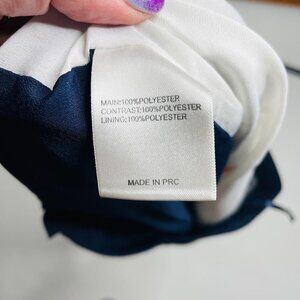 MAIN:100%POLYESTER
CONTRAST:100%POLYESTER
LINING:100%POLYESTER
MADE IN PRC